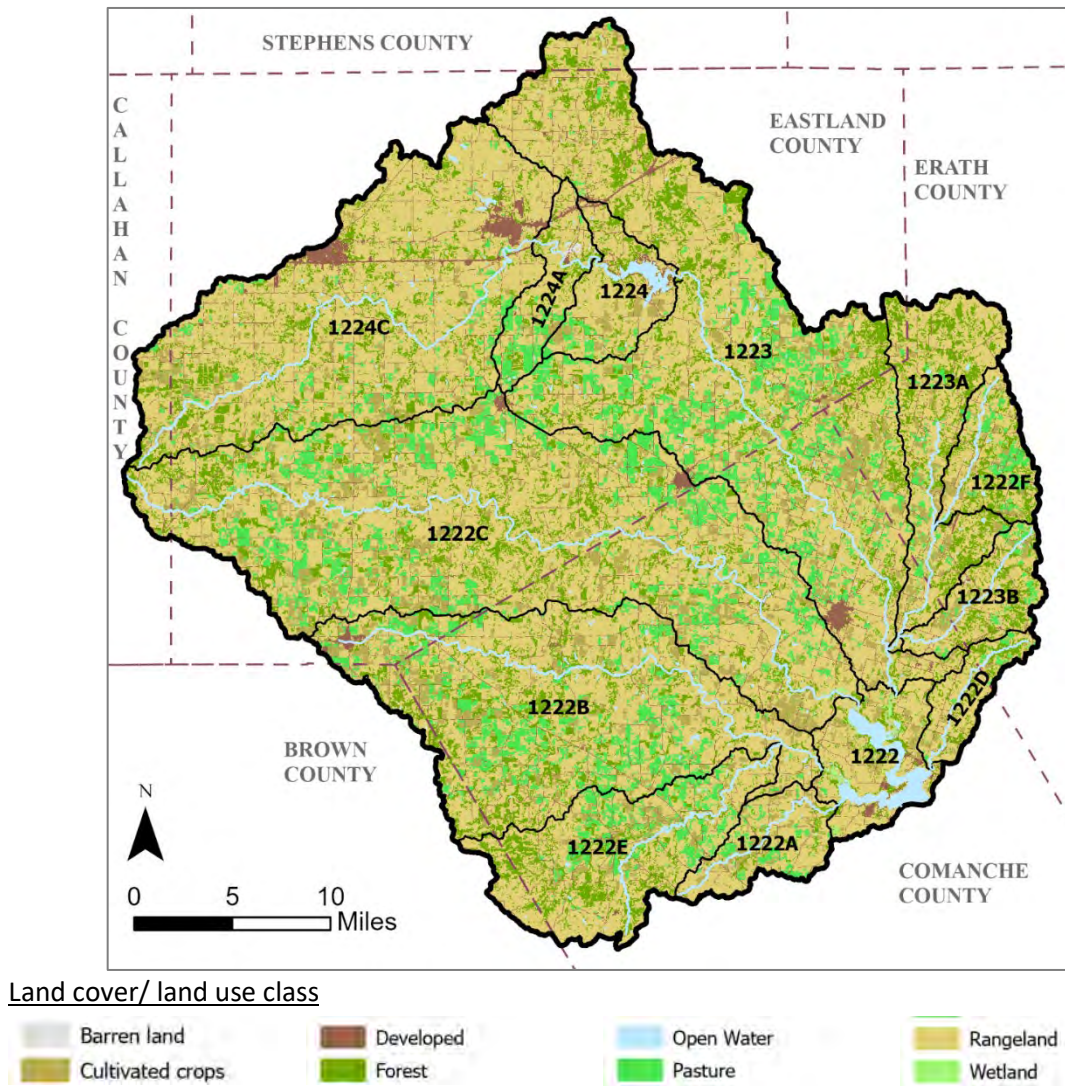 STEPHENS COUNTY
CALLAHAN COUNTY
EASTLAND
COUNTY
ERATH
COUNTY
1224A
1224
1224C
1223
1223A
1222F
1222C
1223B
1222D
1222B
1222
BROWN
COUNTY
N
1222E
1222A
COMANCHE
COUNTY
0 5 10
Miles
Land cover/ land use class
Barren land Developed Open Water Rangeland
Cultivated crops Forest Pasture Wetland